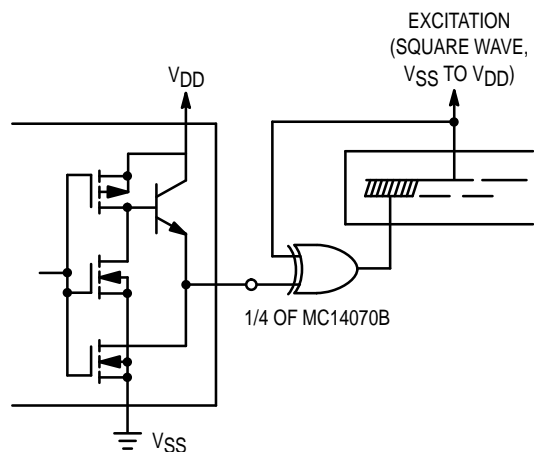 EXCITATION
(SQUARE WAVE,
VSS TO VDD)
VDD
1/4 OF MC14070B
VSS